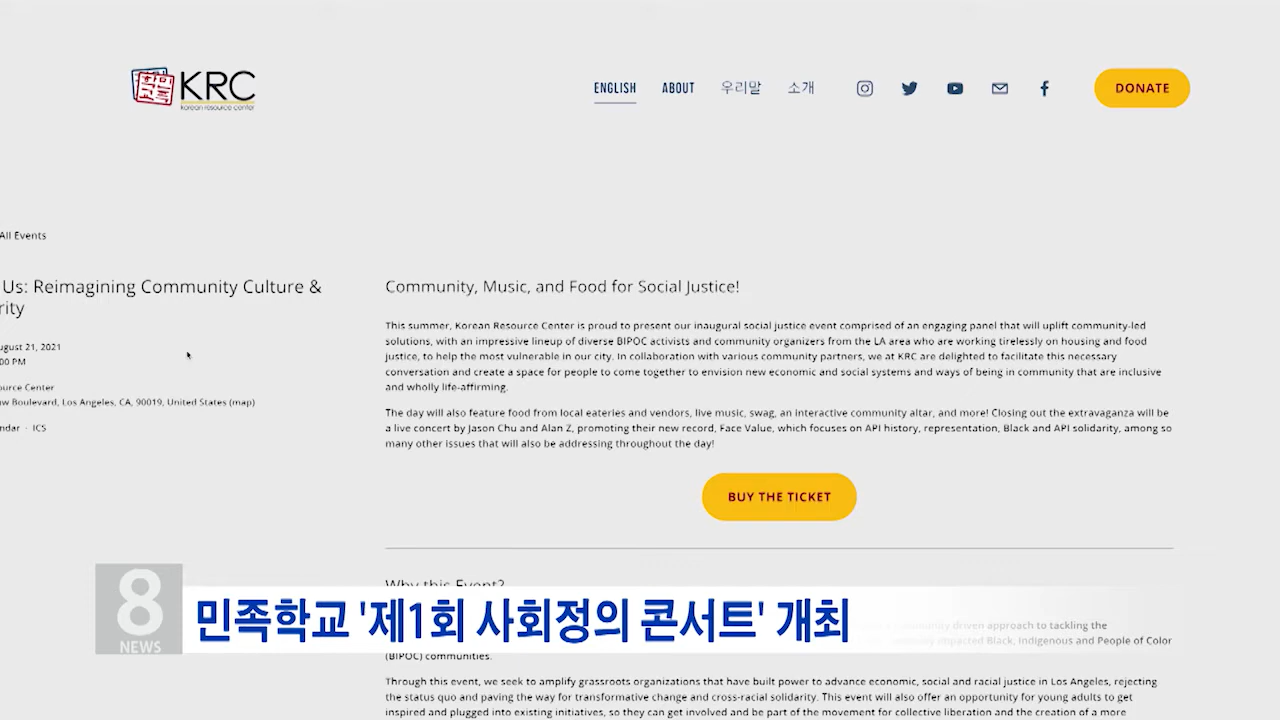 KRC
korean resource center
ENGLISH ABOUT 우리말 소개
DONATE
All Events
Us: Reimagining Community Culture &
rity
ugust 21, 2021
:00 PM
ource Center
w Boulevard, Los Angeles, CA, 90019, United States (map)
ndar · ICS
Community, Music, and Food for Social Justice!
This summer, Korean Resource Center is proud to present our inaugural social justice event comprised of an engaging panel that will uplift community-led
solutions, with an impressive lineup of diverse BIPOC activists and community organizers from the LA area who are working tirelessly on housing and food
justice, to help the most vulnerable in our city. In collaboration with various community partners, we at KRC are delighted to facilitate this necessary
conversation and create a space for people to come together to envision new economic and social systems and ways of being in community that are inclusive
and wholly life-affirming.
The day will also feature food from local eateries and vendors, live music, swag, an interactive community altar, and more! Closing out the extravaganza will be
a live concert by Jason Chu and Alan Z, promoting their new record, Face Value, which focuses on API history, representation, Black and API solidarity, among so
many other issues that will also be addressing throughout the day!
BUY THE TICKET
Why this Event?
driven approach to tackling the
impacted Black, Indigenous and People of Color
(BIPOC) communities.
Through this event, we seek to amplify grassroots organizations that have built power to advance economic, social and racial justice in Los Angeles, rejecting
the status quo and paving the way for transformative change and cross-racial solidarity. This event will also offer an opportunity for young adults to get
inspired and plugged into existing initiatives, so they can get involved and be part of the movement for collective liberation and the creation of a more
8
NEWS
민족학교 '제1회 사회정의 콘서트' 개최